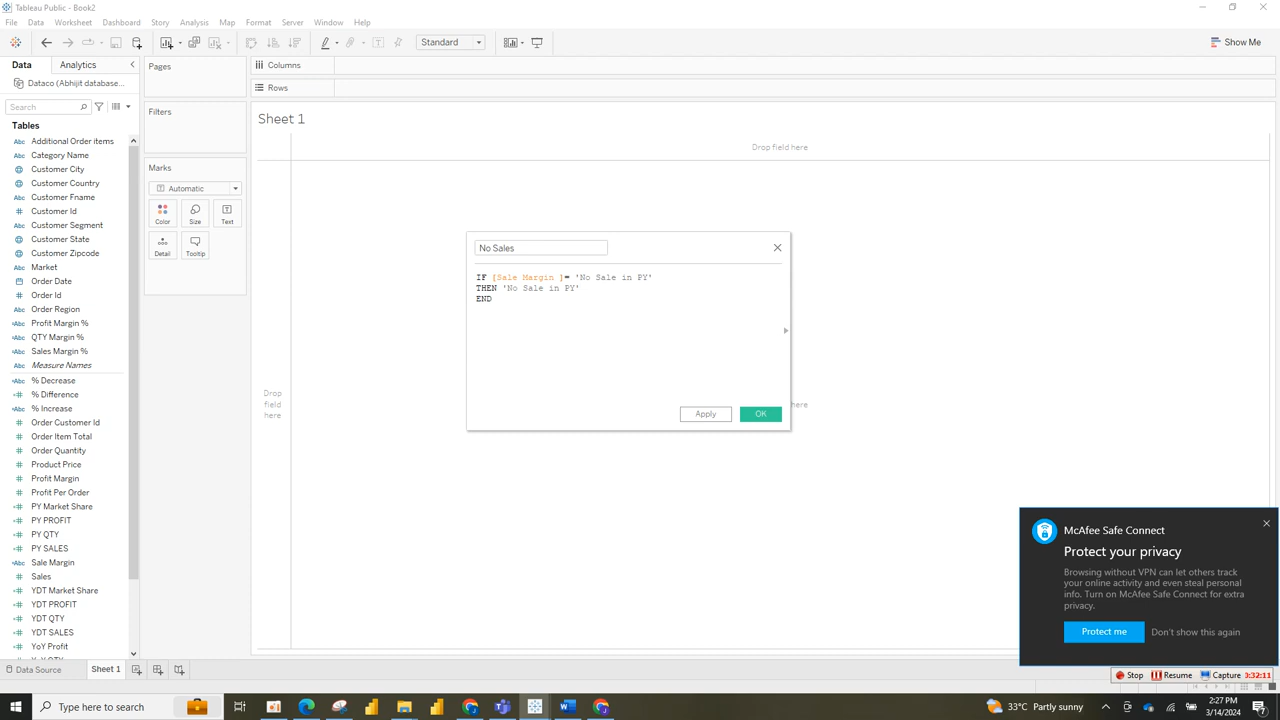 Tableau Public - Book2
File Data Worksheet Dashboard Story Analysis Map Format Server Window Help
Standard
Show Me
Data Analytics
Dataco (Abhijit database...
Search
Tables
Additional Order items
Category Name
Customer City
Customer Country
Customer Fname
Customer Id
Customer Segment
Customer State
Customer Zipcode
Market
Order Date
Order Id
Order Region
Profit Margin %
QTY Margin %
Sales Margin %
Measure Names
% Decrease
% Difference
% Increase
Order Customer Id
Order Item Total
Order Quantity
Product Price
Profit Margin
Profit Per Order
PY Market Share
PY PROFIT
PY QTY
PY SALES
Sale Margin
Sales
YDT Market Share
YDT PROFIT
YDT QTY
YDT SALES
YoY Profit
Pages
Filters
Marks
Automatic
Color Size Text
Detail Tooltip
Columns
Rows
Sheet 1
Drop field here
Drop
field
here
here
No Sales
IF [Sale Margin ]= 'No Sale in PY'
THEN 'No Sale in PY'
END
Apply OK
McAfee Safe Connect
Protect your privacy
Browsing without VPN can let others track
your online activity and even steal personal
info. Turn on McAfee Safe Connect for extra
privacy.
Protect me Don't show this again
Stop Resume Capture 3:32:11
Data Source Sheet 1
Type here to search
33°C Partly sunny
2:27 PM
3/14/2024